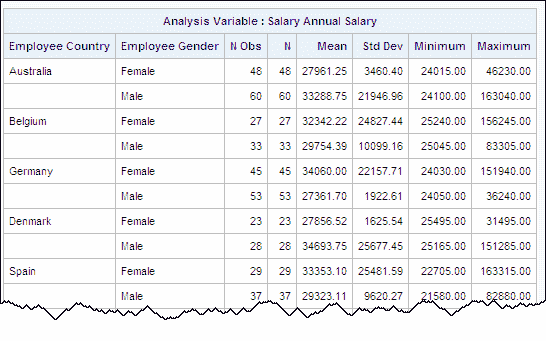 Analysis Variable : Salary Annual Salary
Employee Country Employee Gender N Obs N Mean Std Dev Minimum Maximum
Australia Female 48 48 27961.25 3460.40 24015.00 46230.00
Male 60 60 33288.75 21946.96 24100.00 163040.00
Belgium Female 27 27 32342.22 24827.44 25240.00 156245.00
Male 33 33 29754.39 10099.16 25045.00 83305.00
Germany Female 45 45 34060.00 22157.71 24030.00 151940.00
Male 53 53 27361.70 1922.61 24050.00 36240.00
Denmark Female 23 23 27856.52 1625.54 25495.00 31495.00
Male 28 28 34693.75 25677.45 25165.00 151285.00
Spain Female 29 29 33353.10 25481.59 22705.00 163315.00
Male 37 37 29323.11 9620.27 21580.00 82880.00